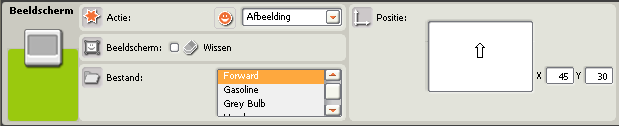 Beeldscherm
Actie: Afbeelding
Positie:
Beeldscherm: Wissen
X 45 Y 30
Bestand: Forward
Gasoline
Grey Bulb